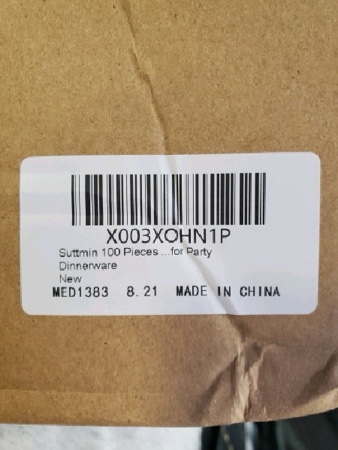 X003XOHN1P
Suttmin 100 Pieces ...for Party
Dinnerware
New
MED1383 8.21 MADE IN CHINA